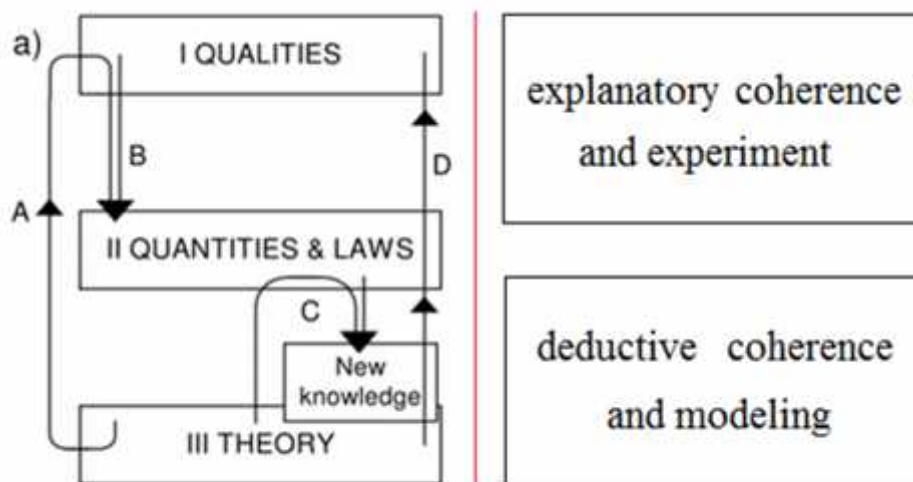 a)
I QUALITIES
B
D
A
II QUANTITIES & LAWS
C
New
knowledge
III THEORY
explanatory coherence
and experiment
deductive coherence
and modeling